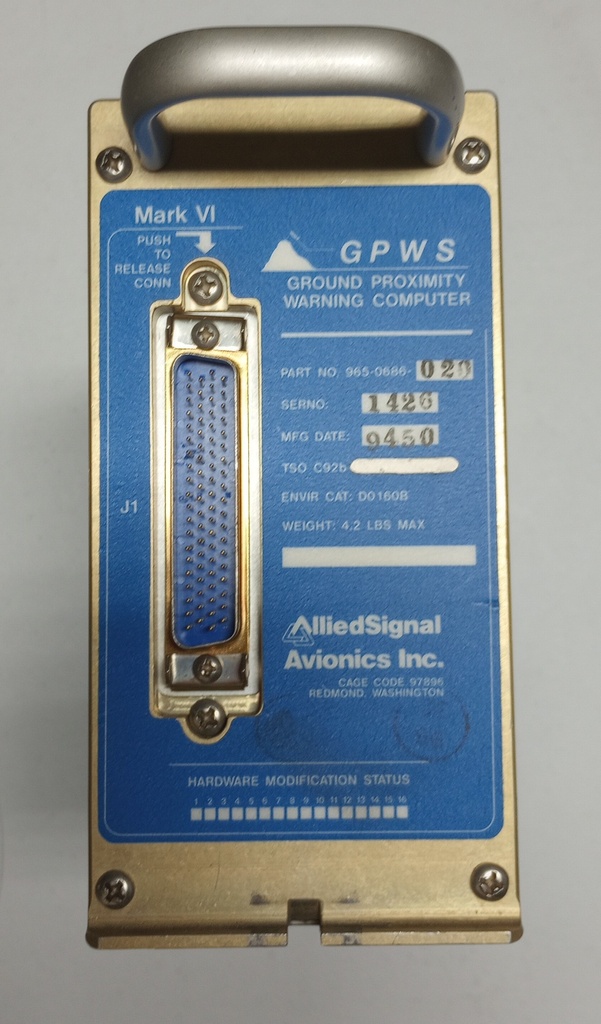 Mark VI
PUSH
TO
RELEASE
CONN
GPWS
GROUND PROXIMITY
WARNING COMPUTER
PART NO. 965-0686-020
SERNO: 1426
MFG DATE: 9450
TSO C92b
ENVIR CAT: D0160B
WEIGHT: 4.2 LBS MAX
J1
AlliedSignal
Avionics Inc.
CAGE CODE 97896
REDMOND, WASHINGTON
HARDWARE MODIFICATION STATUS
1 2 3 4 5 6 7 8 9 10 11 12 13 14 15 16